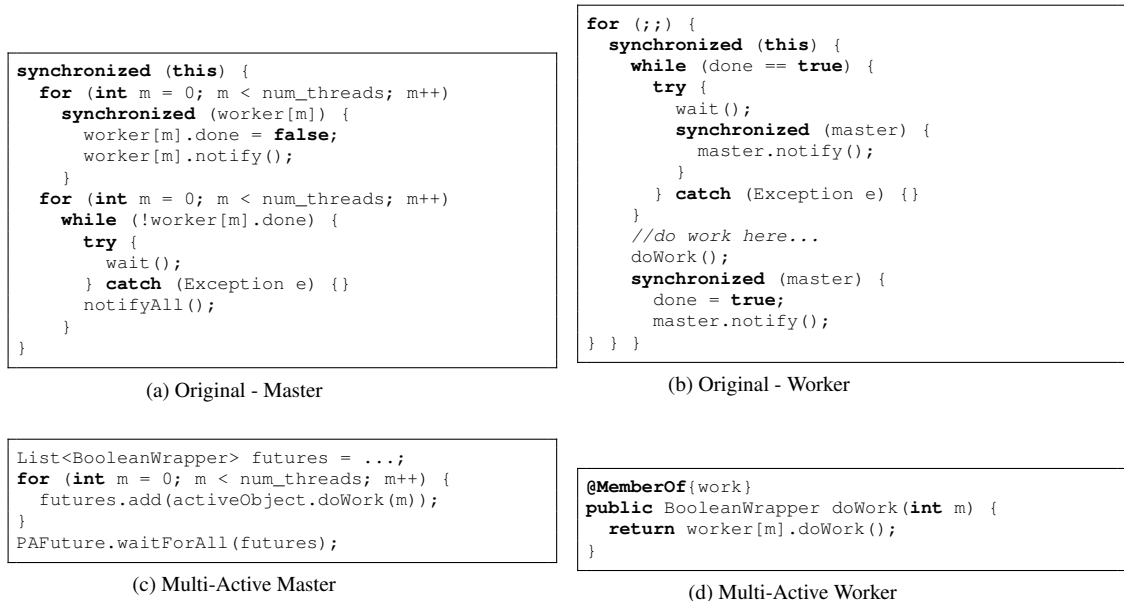 synchronized (this) {
  for (int m = 0; m < num_threads; m++)
    synchronized (worker[m]) {
      worker[m].done = false;
      worker[m].notify();
    }
  for (int m = 0; m < num_threads; m++)
    while (!worker[m].done) {
      try {
        wait();
      } catch (Exception e) {}
      notifyAll();
    }
}
(a) Original - Master
for (;;) {
  synchronized (this) {
    while (done == true) {
      try {
        wait();
        synchronized (master) {
          master.notify();
        }
      } catch (Exception e) {}
    }
    //do work here...
    doWork();
    synchronized (master) {
      done = true;
      master.notify();
} } }
(b) Original - Worker
List<BooleanWrapper> futures = ...;
for (int m = 0; m < num_threads; m++) {
  futures.add(activeObject.doWork(m));
}
PAFuture.waitForAll(futures);
(c) Multi-Active Master
@MemberOf{work}
public BooleanWrapper doWork(int m) {
  return worker[m].doWork();
}
(d) Multi-Active Worker